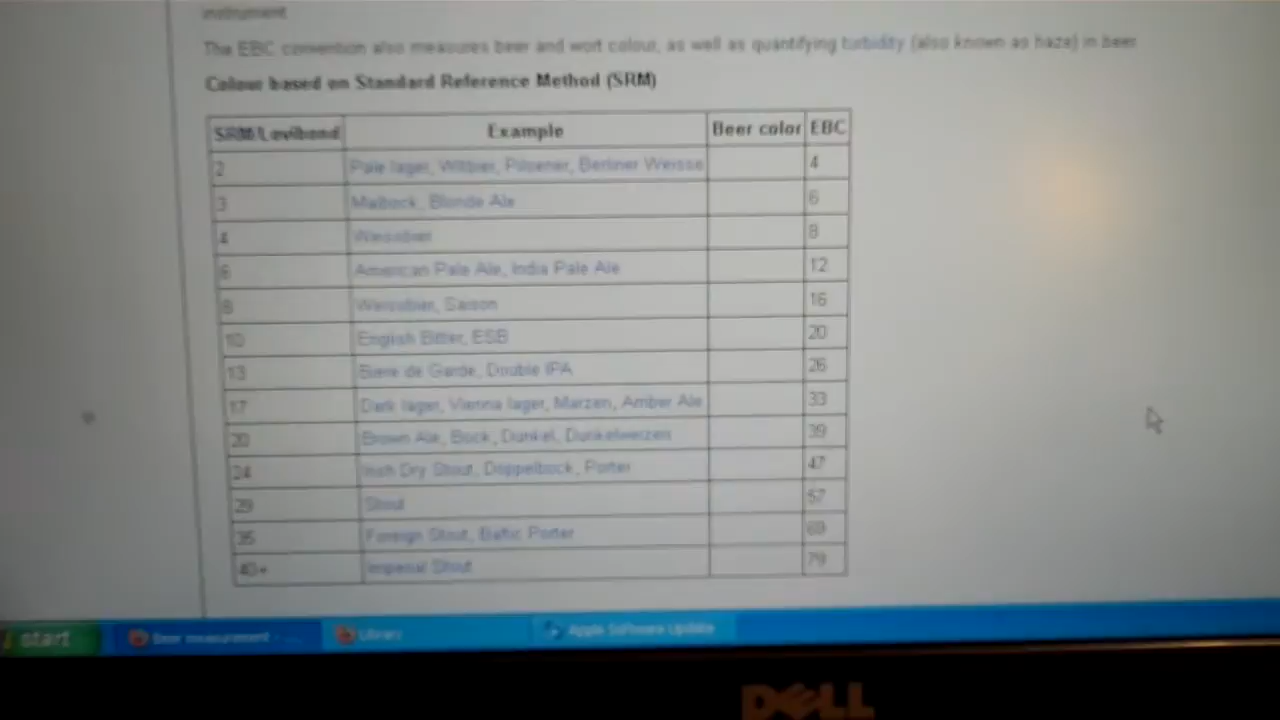 instrument
The EBC convention also measures beer and wort colour, as well as quantifying turbidity (also known as haze) in beer
Colour based on Standard Reference Method (SRM)
SRM/Lovibond Example Beer color EBC
2 Pale lager, Witbier, Pilsener, Berliner Weisse 4
3 Maibock, Blonde Ale 6
4 Weissbier 8
6 American Pale Ale, India Pale Ale 12
8 Weissbier, Saison 16
10 English Bitter, ESB 20
13 Biere de Garde, Double IPA 26
17 Dark lager, Vienna lager, Marzen, Amber Ale 33
20 Brown Ale, Bock, Dunkel, Dunkelweizen 39
24 Irish Dry Stout, Doppelbock, Porter 47
29 Stout 57
35 Foreign Stout, Baltic Porter 69
40+ Imperial Stout 79
start Beer measurement - ... Library Apple Software Update
DELL